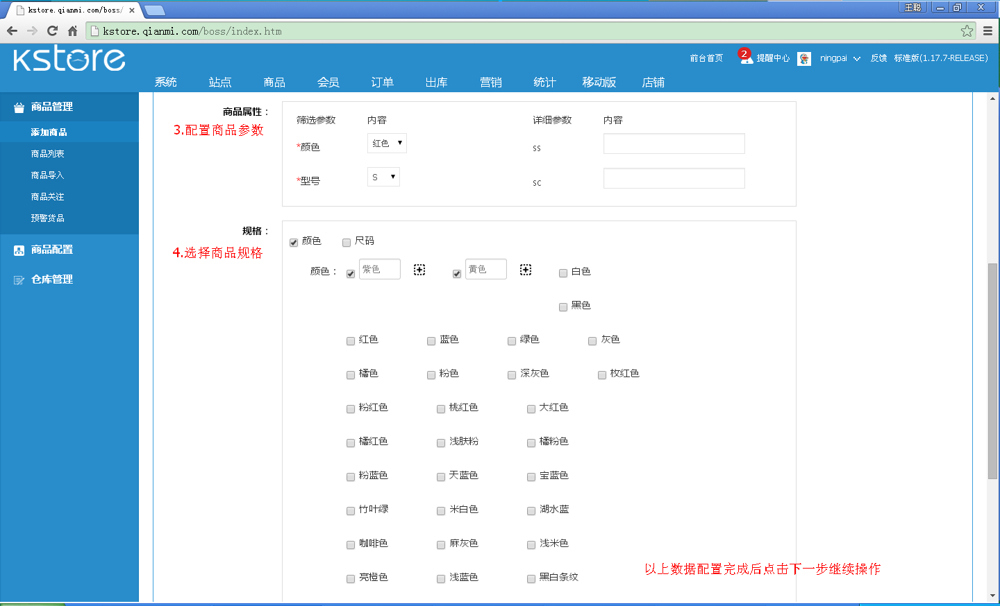 王聪
kstore.qianmi.com/boss/
kstore.qianmi.com/boss/index.htm
kstore
前台首页 2 提醒中心 ningpai 反馈 标准版(1.17.7-RELEASE)
系统 站点 商品 会员 订单 出库 营销 统计 移动版 店铺
商品管理
添加商品
商品列表
商品导入
商品关注
预警货品
商品配置
仓库管理
商品属性：
3.配置商品参数
筛选参数 内容 详细参数 内容
*颜色 红色 ss
*型号 S sc
规格：
4.选择商品规格
颜色 尺码
颜色： 紫色 黄色 白色
黑色
红色 蓝色 绿色 灰色
橘色 粉色 深灰色 枚红色
粉红色 桃红色 大红色
橘红色 浅肤粉 橘粉色
粉蓝色 天蓝色 宝蓝色
竹叶绿 米白色 湖水蓝
咖啡色 麻灰色 浅米色
亮橙色 浅蓝色 黑白条纹
以上数据配置完成后点击下一步继续操作